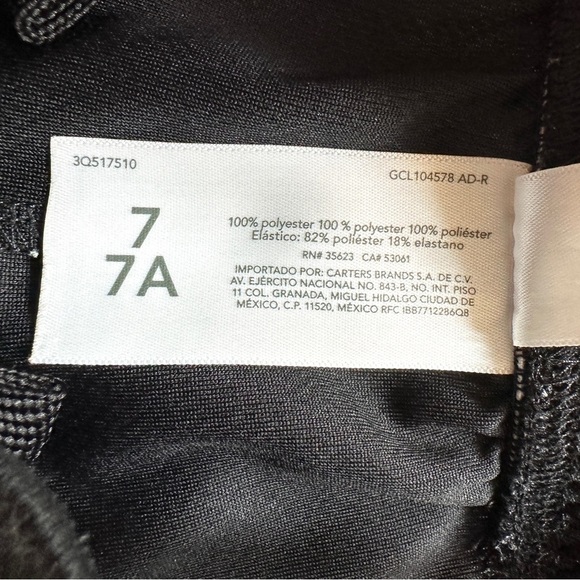 3Q517510
GCL104578 AD-R
7
7A
100% polyester 100 % polyester 100% poliéster
Elástico: 82% poliéster 18% elastano
RN# 35623 CA# 53061
IMPORTADO POR: CARTERS BRANDS S.A. DE C.V.
AV. EJÉRCITO NACIONAL NO. 843-B, NO. INT. PISO
11 COL. GRANADA, MIGUEL HIDALGO CIUDAD DE
MÉXICO, C.P. 11520, MÉXICO RFC IBB7712286Q8